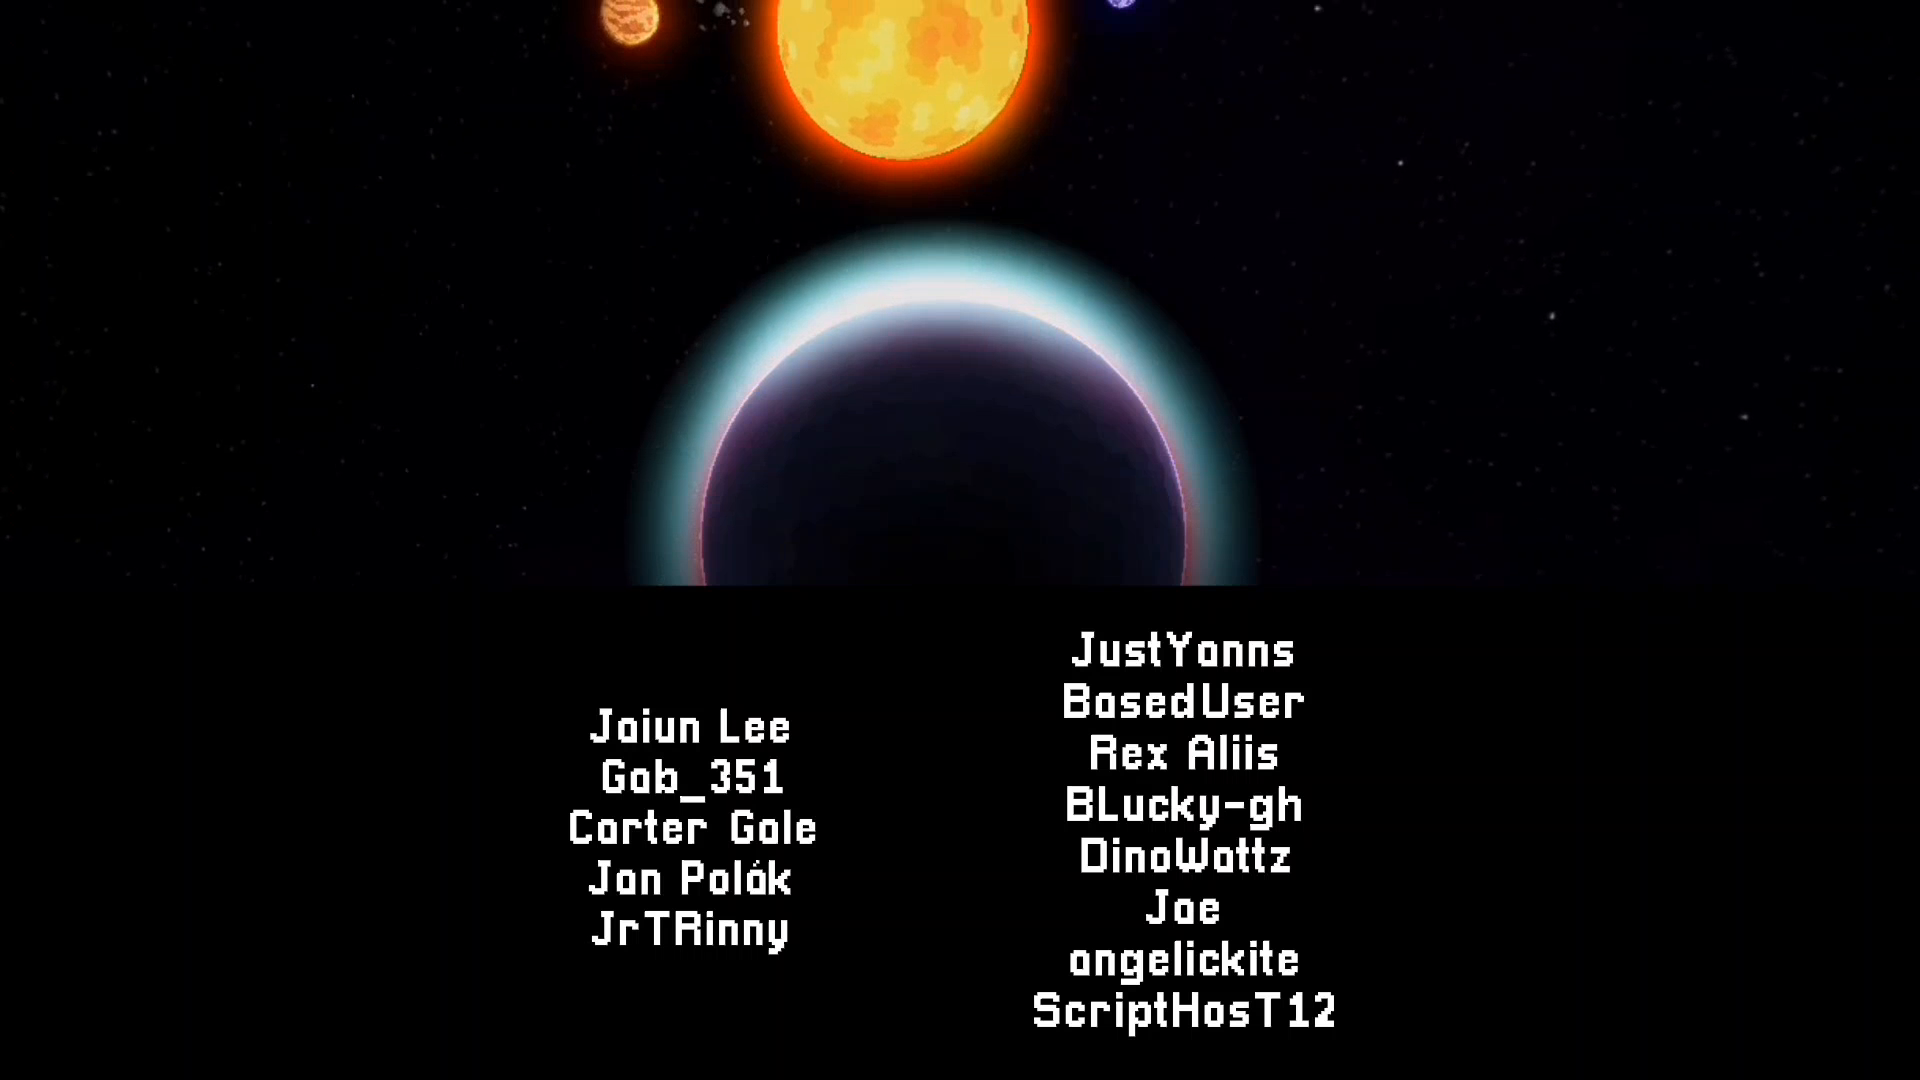 Jaiun Lee
Gab_351
Carter Gale
Jan Polák
JrTRinny
JustYanns
BasedUser
Rex Aliis
BLucky-gh
DinoWattz
Jae
angelickite
ScriptHosT12